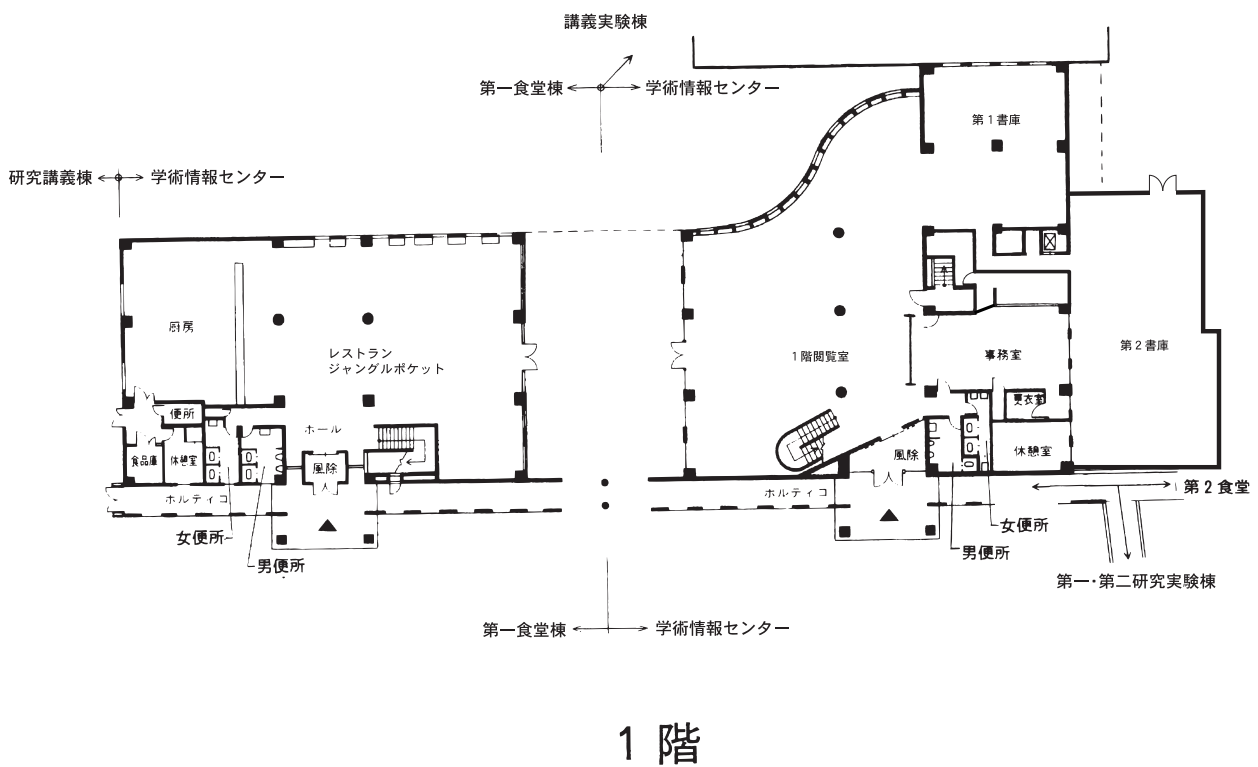 講義実験棟
第一食堂棟
学術情報センター
研究講義棟
学術情報センター
第1書庫
厨房
レストラン
ジャングルポケット
1階閲覧室
事務室
第2書庫
更衣室
便所
ホール
食品庫
休憩室
風除
人
風除
人
休憩室
ホルティコ
ホルティコ
第2食堂
女便所
男便所
女便所
男便所
第一・第二研究実験棟
第一食堂棟
学術情報センター
1階